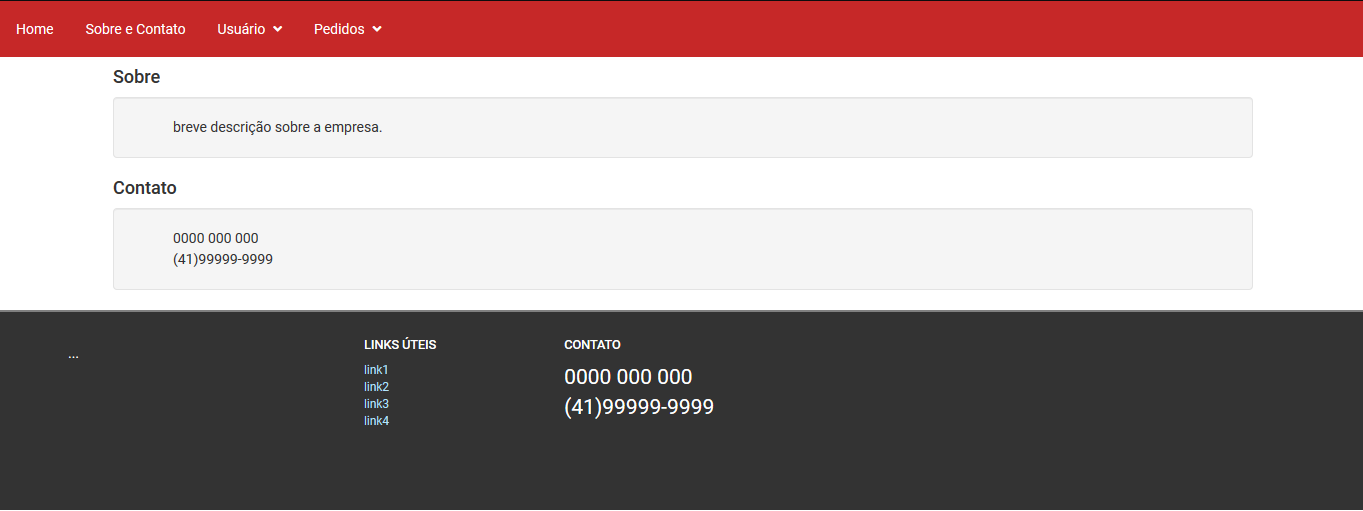 Home Sobre e Contato Usuário Pedidos
Sobre
breve descrição sobre a empresa.
Contato
0000 000 000
(41)99999-9999
...
LINKS ÚTEIS
link1
link2
link3
link4
CONTATO
0000 000 000
(41)99999-9999